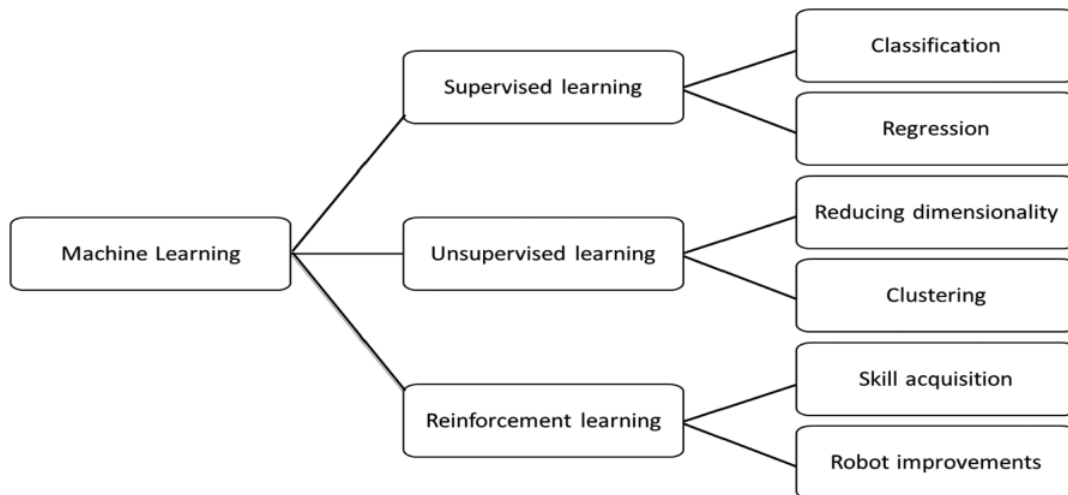 Machine Learning
Supervised learning
Classification
Regression
Unsupervised learning
Reducing dimensionality
Clustering
Reinforcement learning
Skill acquisition
Robot improvements